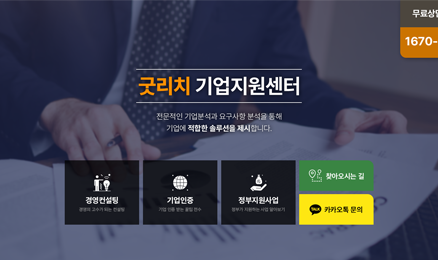 무료상
1670-
굿리치 기업지원센터
전문적인 기업분석과 요구사항 분석을 통해
기업에 적합한 솔루션을 제시합니다.
경영컨설팅
기업인증
정부지원사업
찾아오시는 길
TALK 카카오톡 문의